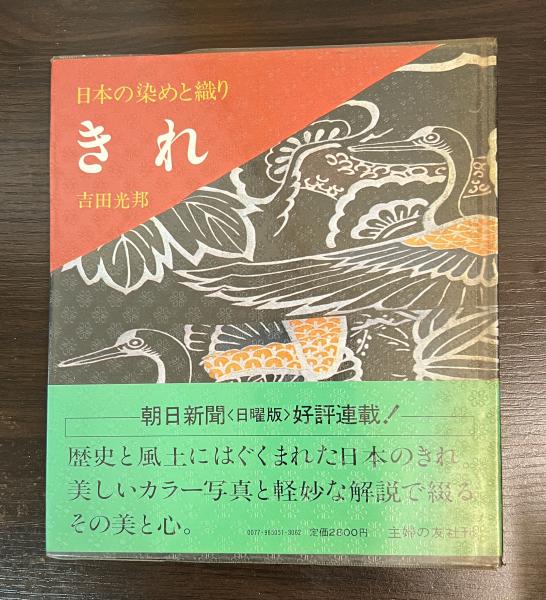 日本の染めと織り
きれ
吉田光邦
朝日新聞〈日曜版〉好評連載!
歴史と風土にはぐくまれた日本のきれ。
美しいカラー写真と軽妙な解説で綴る
その美と心。
0077-965051-3062 定価2800円 主婦の友社刊